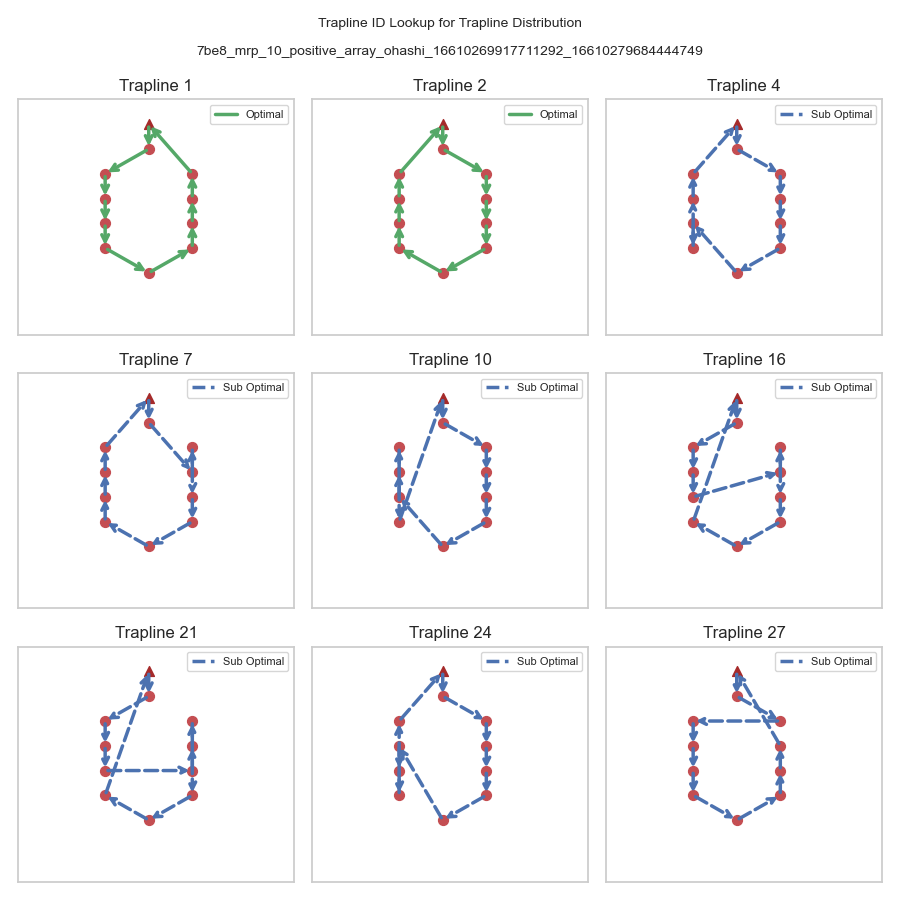 Trapline ID Lookup for Trapline Distribution
7be8_mrp_10_positive_array_ohashi_16610269917711292_16610279684444749
Trapline 1
Optimal
Trapline 2
Optimal
Trapline 4
Sub Optimal
Trapline 7
Sub Optimal
Trapline 10
Sub Optimal
Trapline 16
Sub Optimal
Trapline 21
Sub Optimal
Trapline 24
Sub Optimal
Trapline 27
Sub Optimal